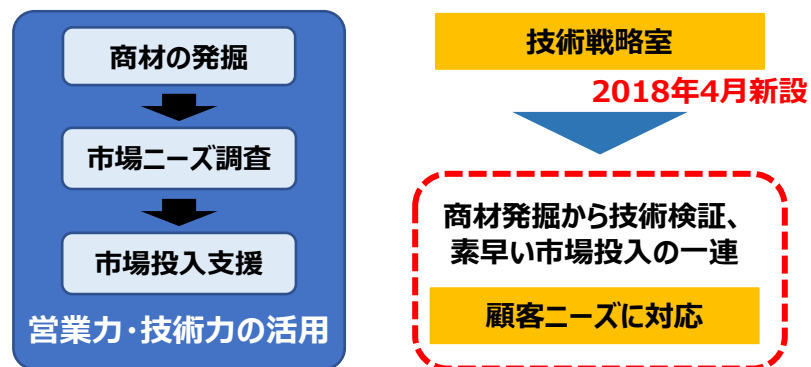 商材の発掘
市場ニーズ調査
市場投入支援
営業力・技術力の活用
技術戦略室
2018年4月新設
商材発掘から技術検証、
素早い市場投入の一連
顧客ニーズに対応